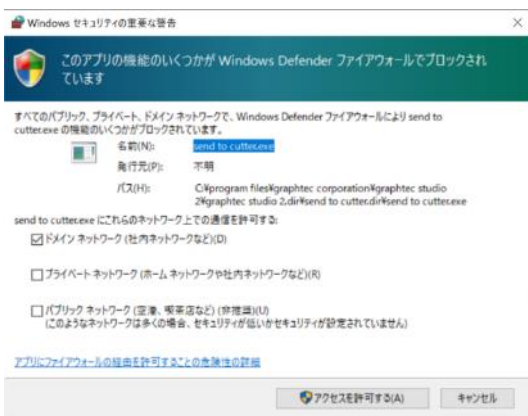 Windows セキュリティの重要な警告
このアプリの機能のいくつかが Windows Defender ファイアウォールでブロックされ
ています
すべてのパブリック、プライベート、ドメイン ネットワークで、Windows Defender ファイアウォールにより send to
cutter.exe の機能のいくつかがブロックされています。
名前(N): send to cutter.exe
発行元(P): 不明
パス(H): C:¥program files¥graphtec corporation¥graphtec studio
2¥graphtec studio 2.dir¥send to cutter.dir¥send to cutter.exe
send to cutter.exe にこれらのネットワーク上での通信を許可する:
ドメイン ネットワーク (社内ネットワークなど)(D)
プライベート ネットワーク (ホーム ネットワークや社内ネットワークなど)(R)
パブリック ネットワーク (空港、喫茶店など) (非推奨)(U)
(このようなネットワークは多くの場合、セキュリティが低いかセキュリティが設定されていません)
アプリにファイアウォールの経由を許可することの危険性の詳細
アクセスを許可する(A) キャンセル